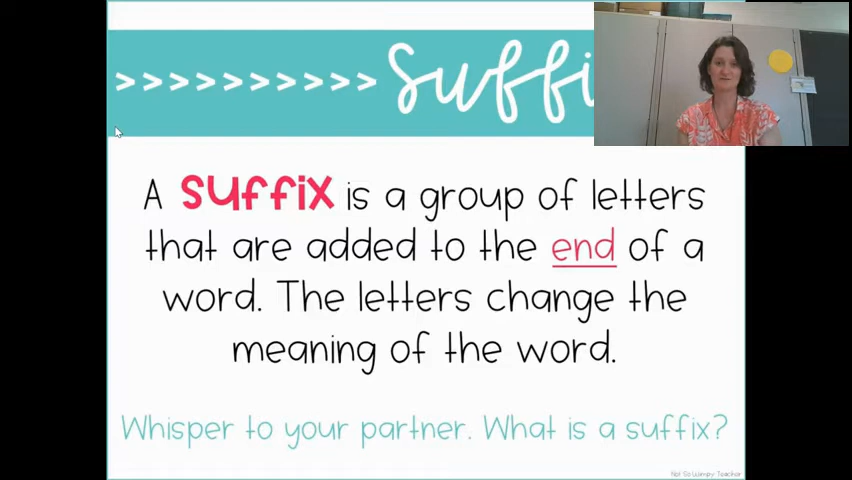 >>>>>>>>>> Suffi
A suffix is a group of letters
that are added to the end of a
word. The letters change the
meaning of the word.
Whisper to your partner. What is a suffix?
Not So Wimpy Teacher